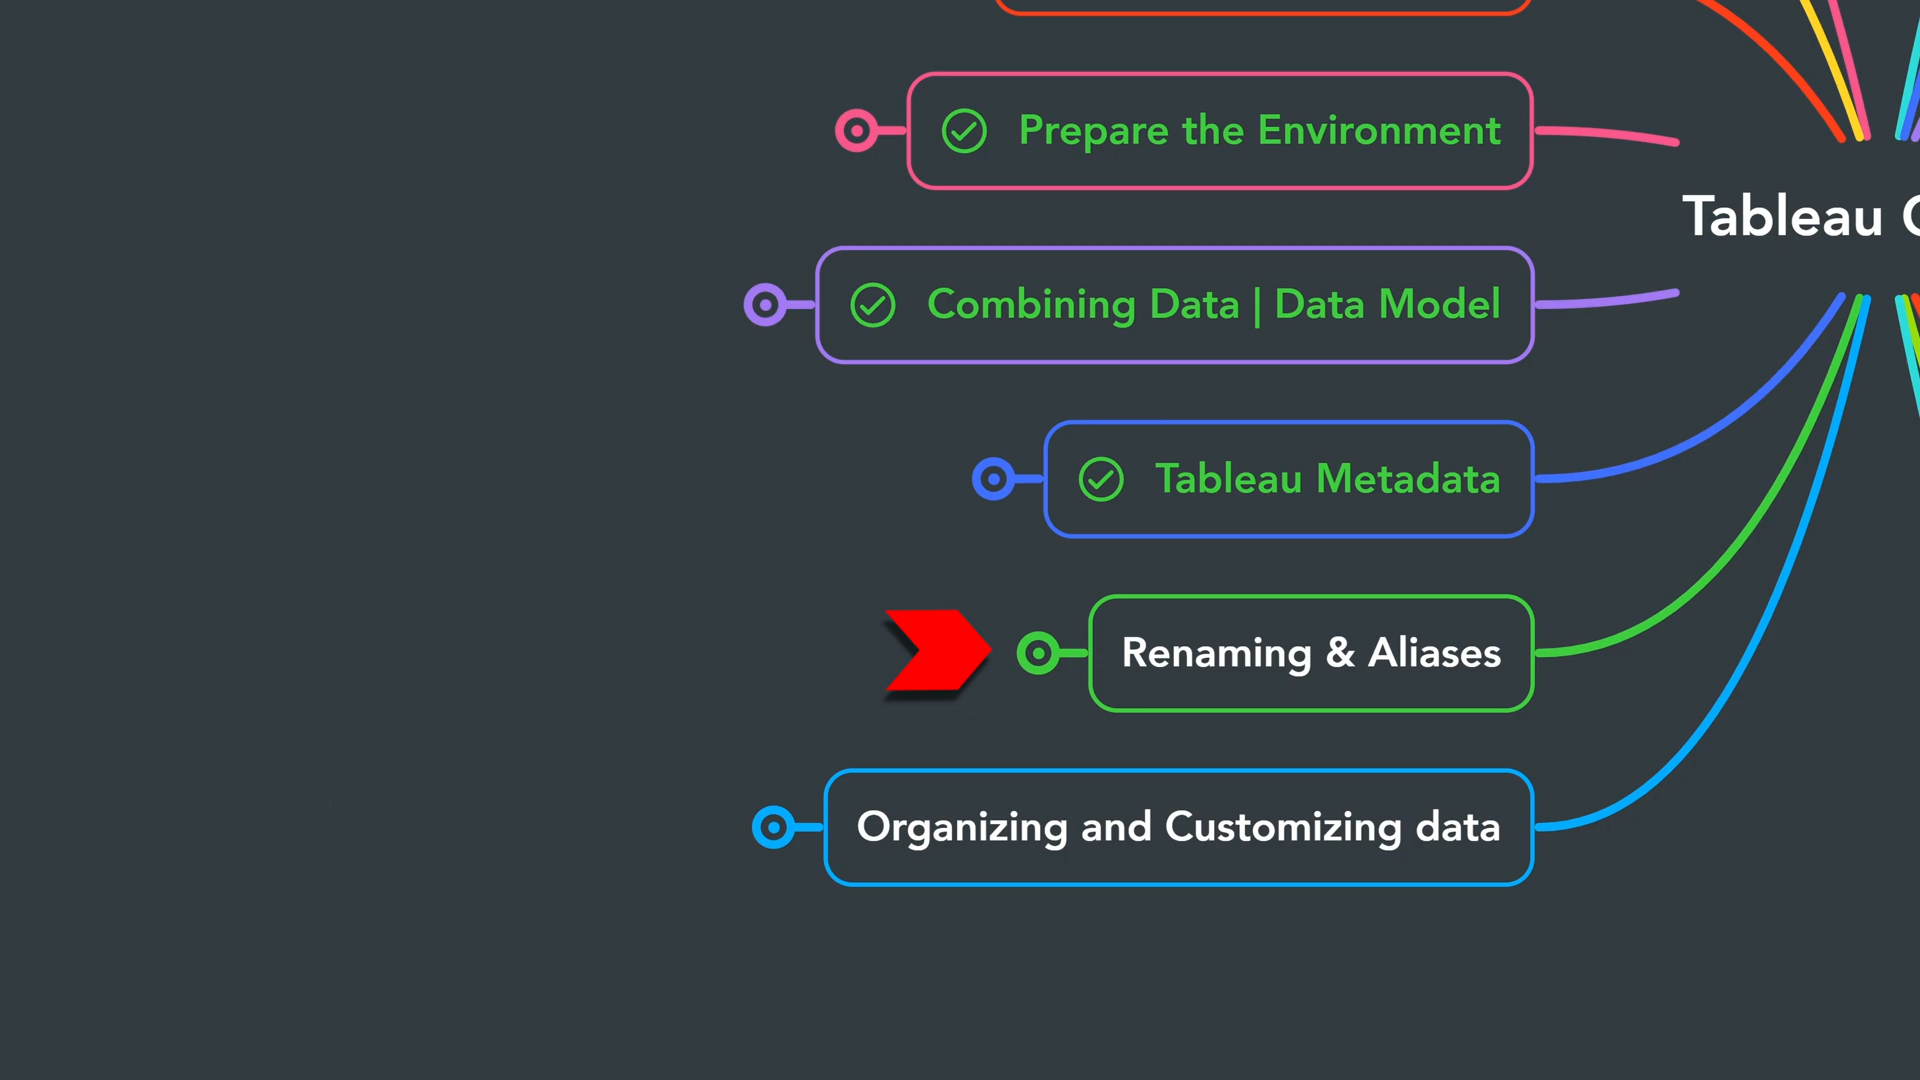 Prepare the Environment
Tableau
Combining Data | Data Model
Tableau Metadata
Renaming & Aliases
Organizing and Customizing data